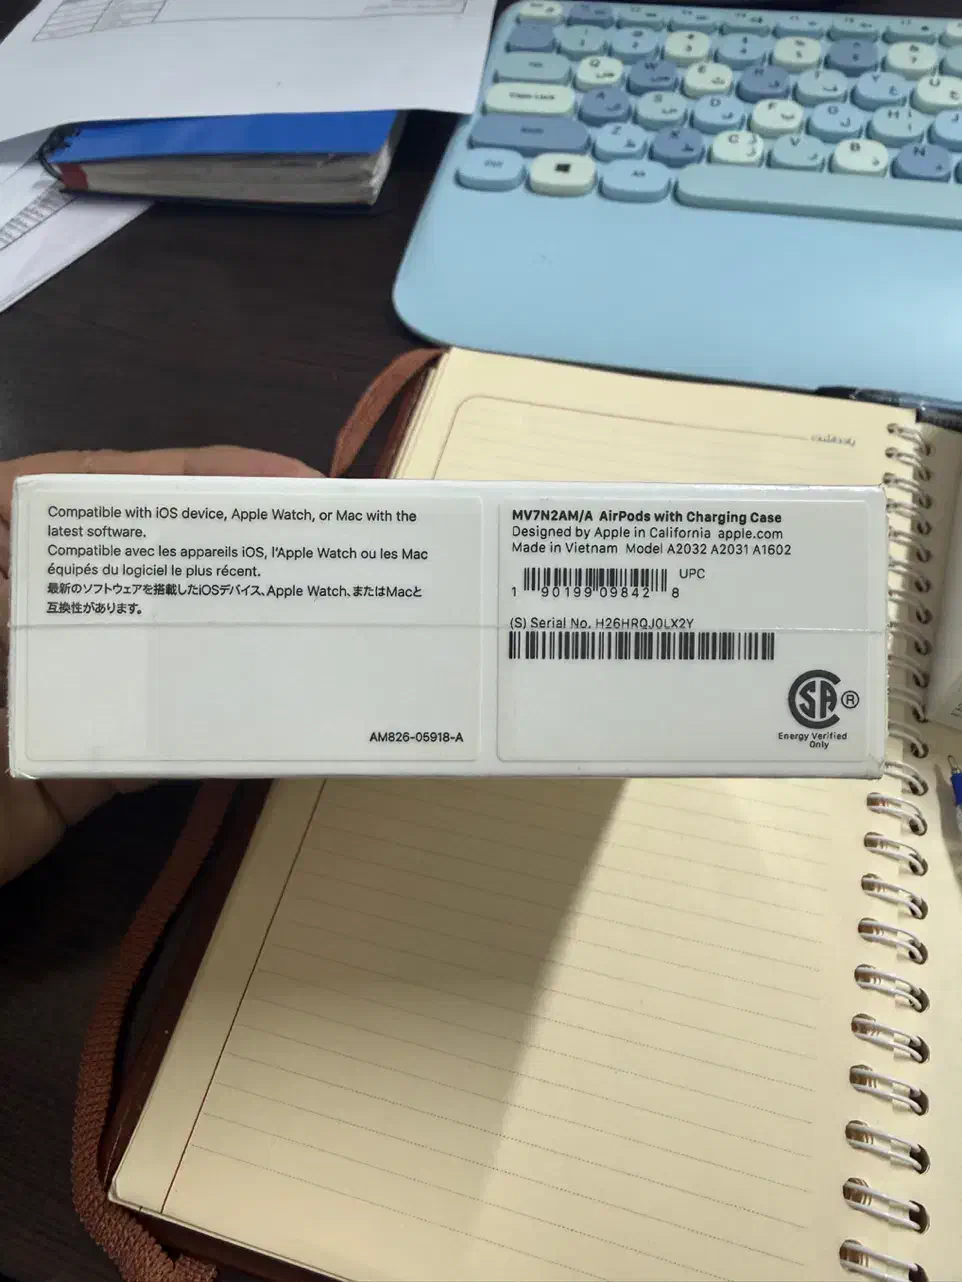 Caps Lock
Q
W
E
H
S
D
F
G
H
J
Z
X
C
V
B
N
Alt
یادداشت
Compatible with iOS device, Apple Watch, or Mac with the
latest software.
Compatible avec les appareils iOS, l'Apple Watch ou les Mac
équipés du logiciel le plus récent.
最新のソフトウェアを搭載したiOSデバイス、Apple Watch、またはMacと
互換性があります。
AM826-05918-A
MV7N2AM/A AirPods with Charging Case
Designed by Apple in California apple.com
Made in Vietnam Model A2032 A2031 A1602
UPC
1 90199 09842 8
(S) Serial No. H26HRQJ0LX2Y
SA ®
Energy Verified
Only